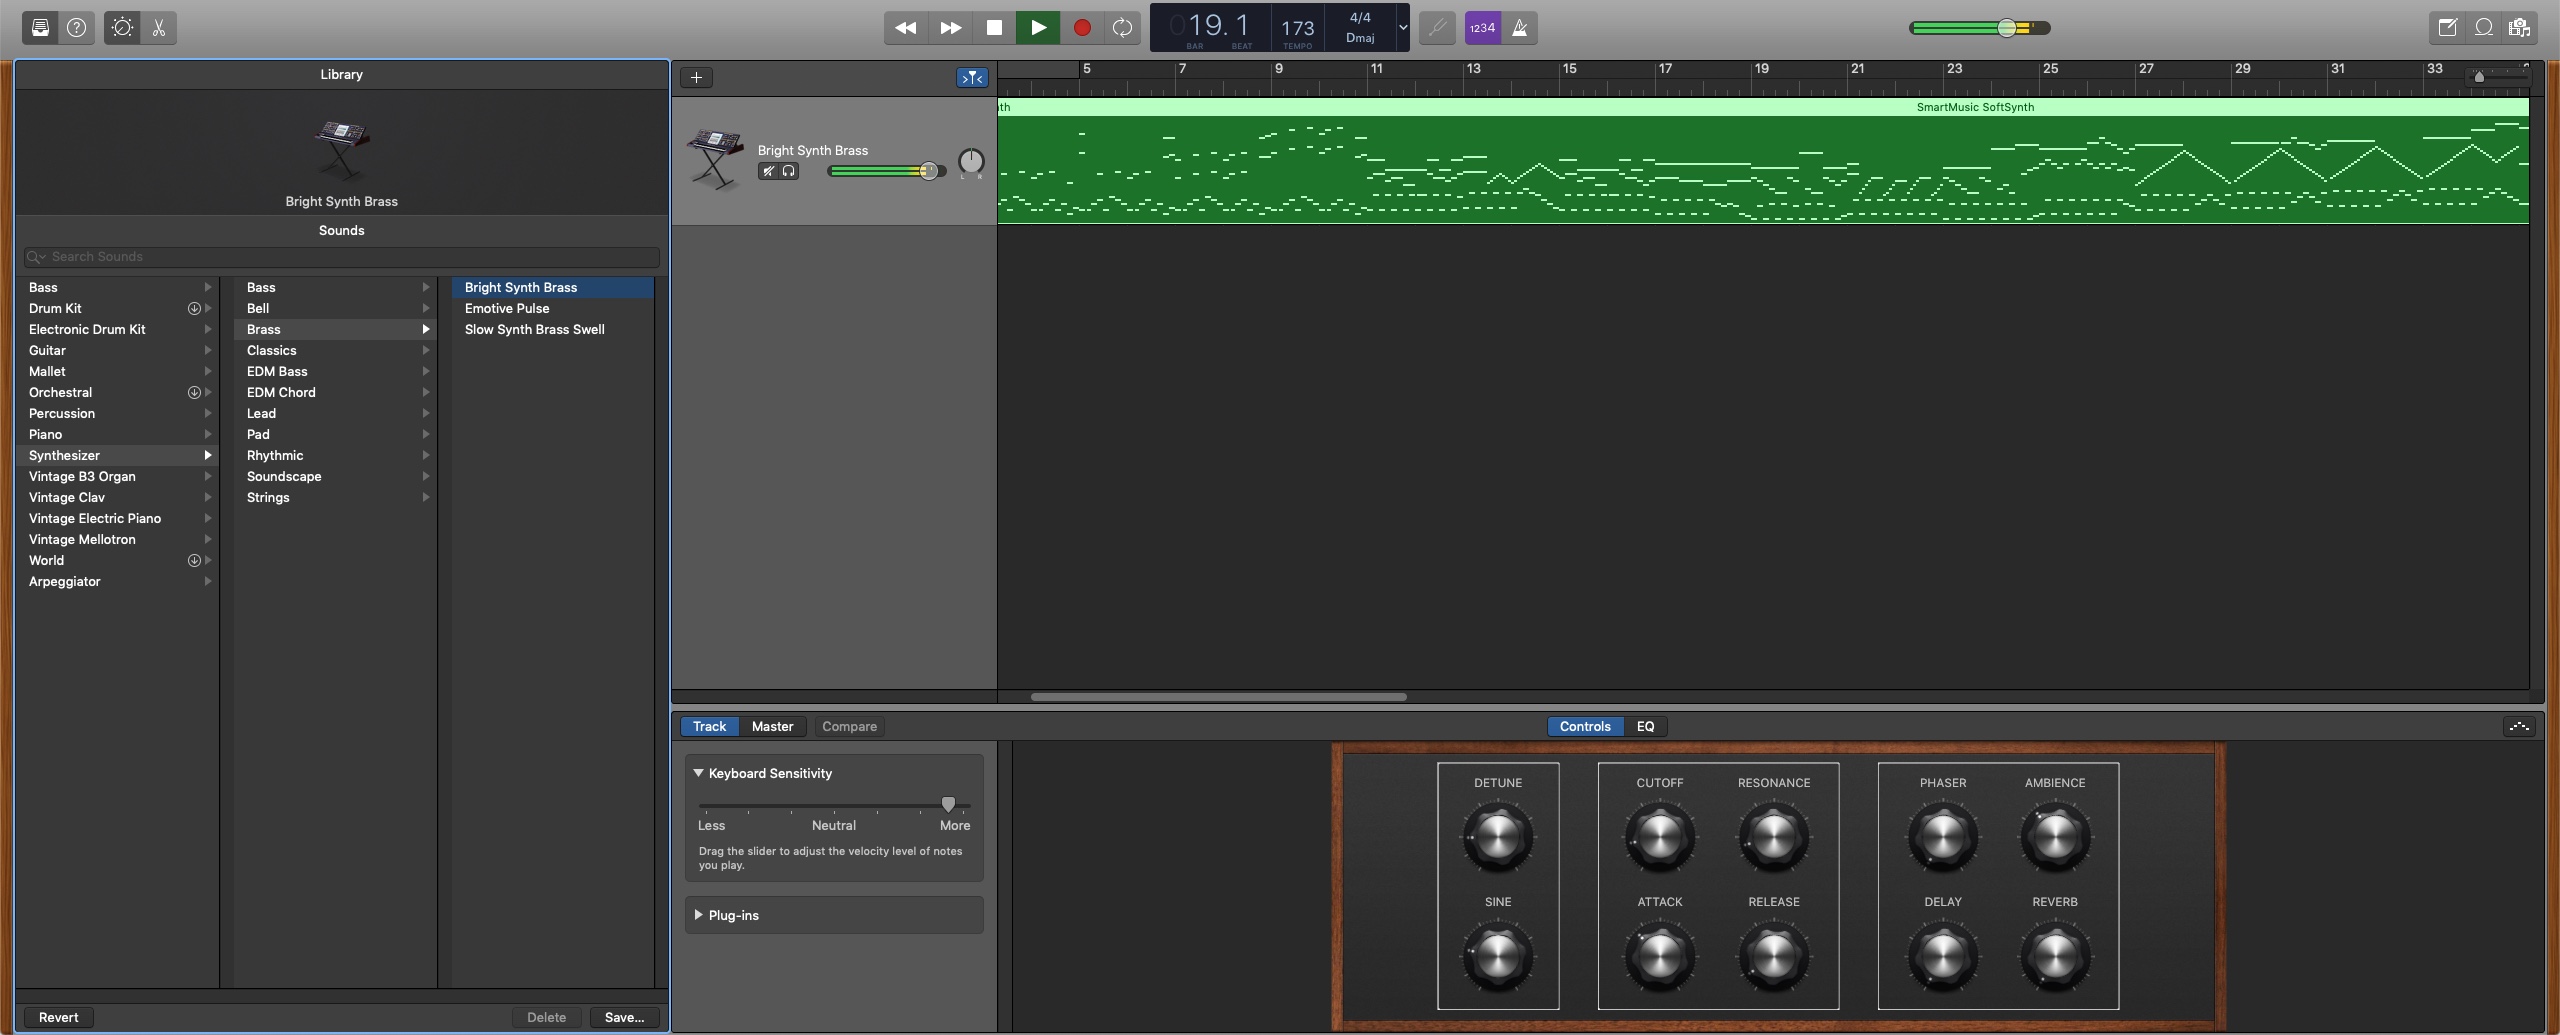 019.1
BAR BEAT
173
TEMPO
4/4
Dmaj
1234
Library
Bright Synth Brass
Sounds
Search Sounds
Bass
Drum Kit
Electronic Drum Kit
Guitar
Mallet
Orchestral
Percussion
Piano
Synthesizer
Vintage B3 Organ
Vintage Clav
Vintage Electric Piano
Vintage Mellotron
World
Arpeggiator
Bass
Bell
Brass
Classics
EDM Bass
EDM Chord
Lead
Pad
Rhythmic
Soundscape
Strings
Bright Synth Brass
Emotive Pulse
Slow Synth Brass Swell
Revert
Delete
Save...
5 7 9 11 13 15 17 19 21 23 25 27 29 31 33
Bright Synth Brass
L R
th
SmartMusic SoftSynth
Track
Master
Compare
Controls
EQ
Keyboard Sensitivity
Less Neutral More
Drag the slider to adjust the velocity level of notes
you play.
Plug-ins
DETUNE
SINE
CUTOFF RESONANCE
ATTACK RELEASE
PHASER AMBIENCE
DELAY REVERB